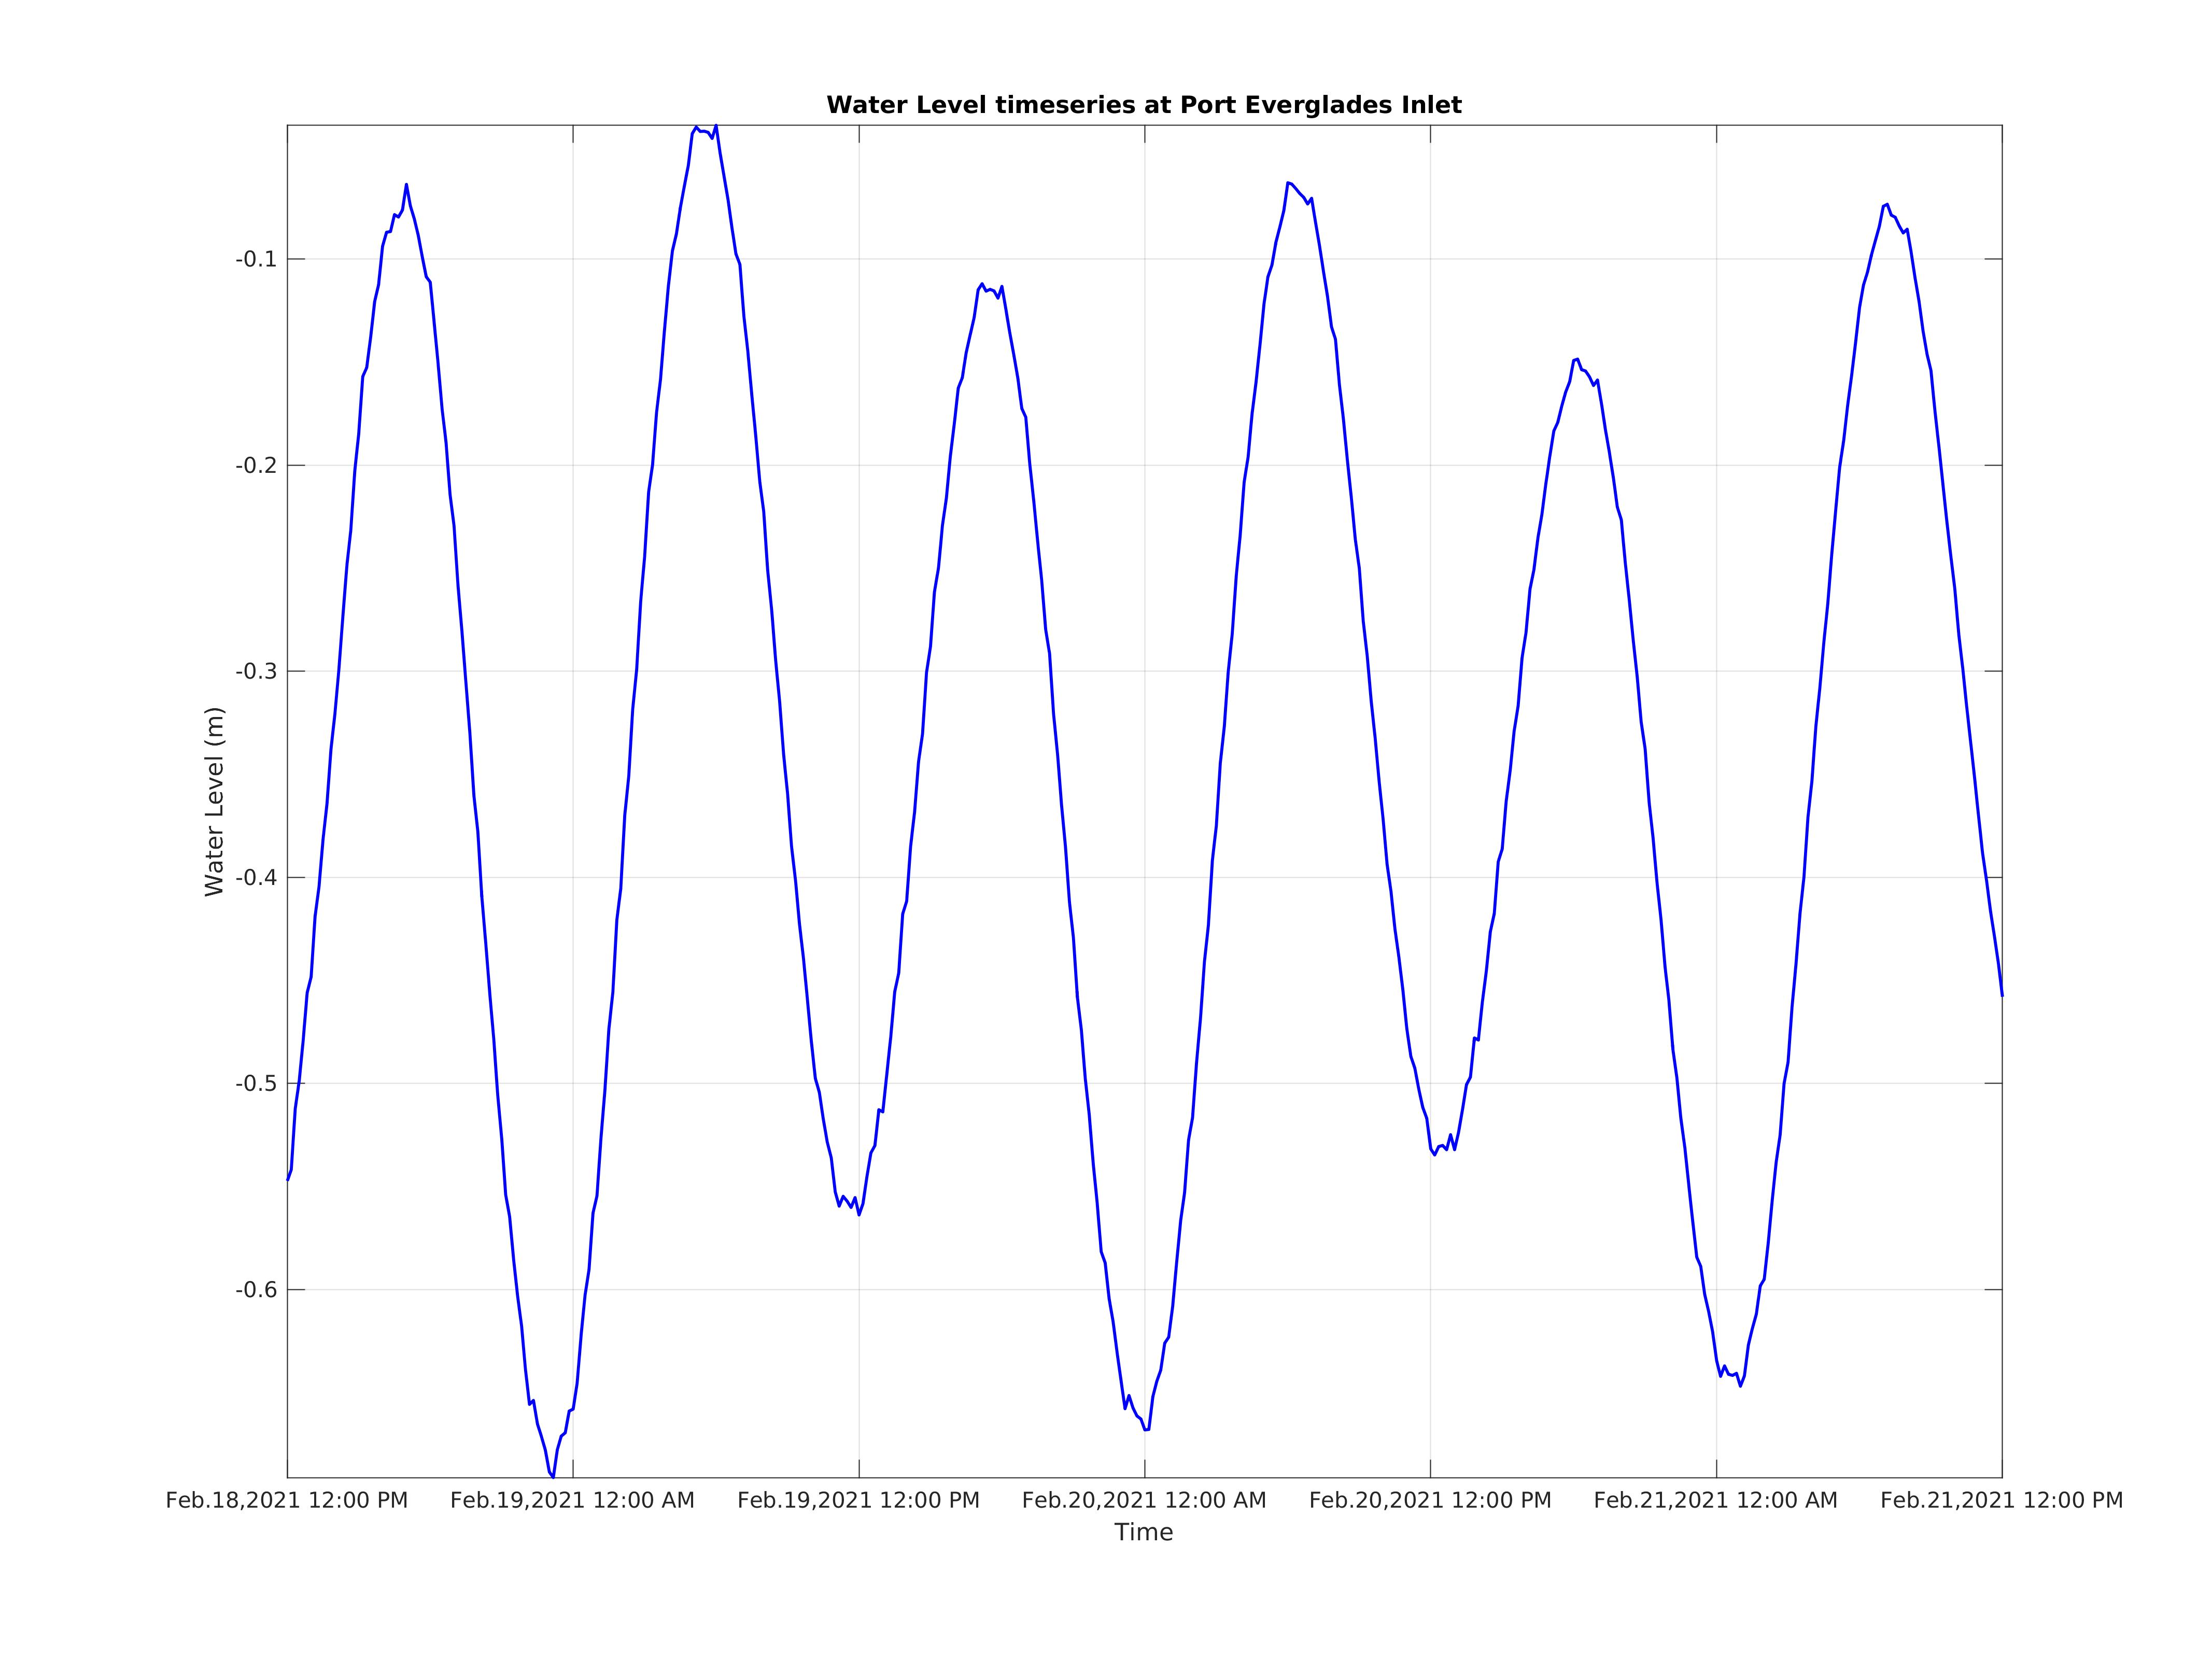 Water Level timeseries at Port Everglades Inlet
Water Level (m)
-0.1
-0.2
-0.3
-0.4
-0.5
-0.6
Feb.18,2021 12:00 PM Feb.19,2021 12:00 AM Feb.19,2021 12:00 PM Feb.20,2021 12:00 AM Feb.20,2021 12:00 PM Feb.21,2021 12:00 AM Feb.21,2021 12:00 PM
Time